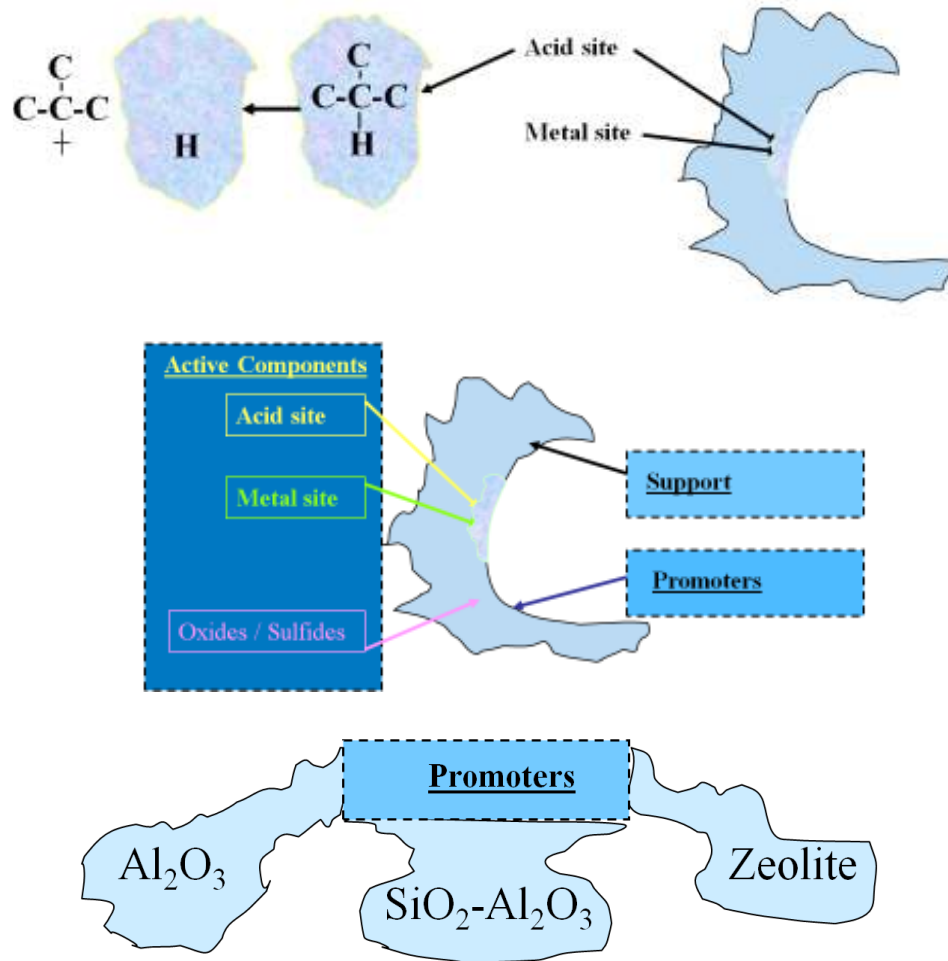 C
C-C-C
+
H
C
C-C-C
H
Acid site
Metal site
Active Components
Acid site
Metal site
Oxides / Sulfides
Support
Promoters
Promoters
Al₂O₃
SiO₂-Al₂O₃
Zeolite